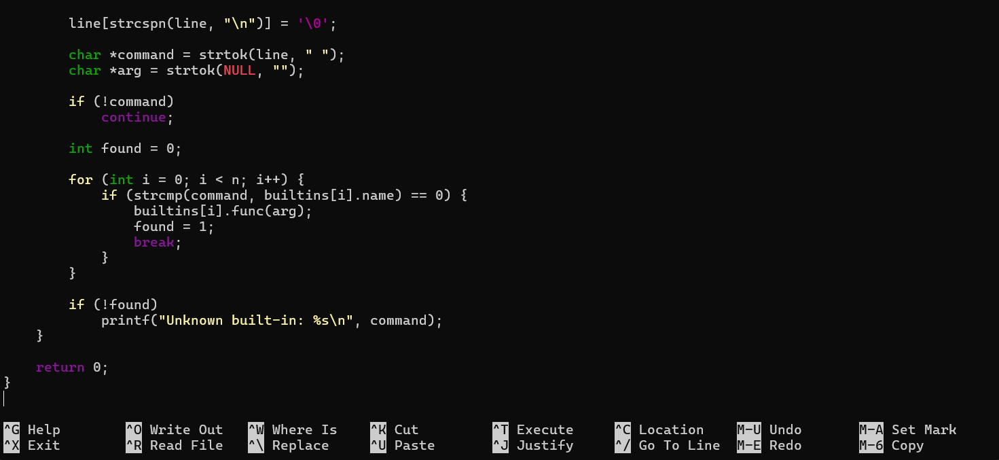 line[strcspn(line, "\n")] = '\0';
char *command = strtok(line, " ");
char *arg = strtok(NULL, "");
if (!command)
continue;
int found = 0;
for (int i = 0; i < n; i++) {
if (strcmp(command, builtins[i].name) == 0) {
builtins[i].func(arg);
found = 1;
break;
}
}
if (!found)
printf("Unknown built-in: %s\n", command);
}
return 0;
}
^G Help ^O Write Out ^W Where Is ^K Cut ^T Execute ^C Location M-U Undo M-A Set Mark
^X Exit ^R Read File ^\ Replace ^U Paste ^J Justify ^/ Go To Line M-E Redo M-6 Copy